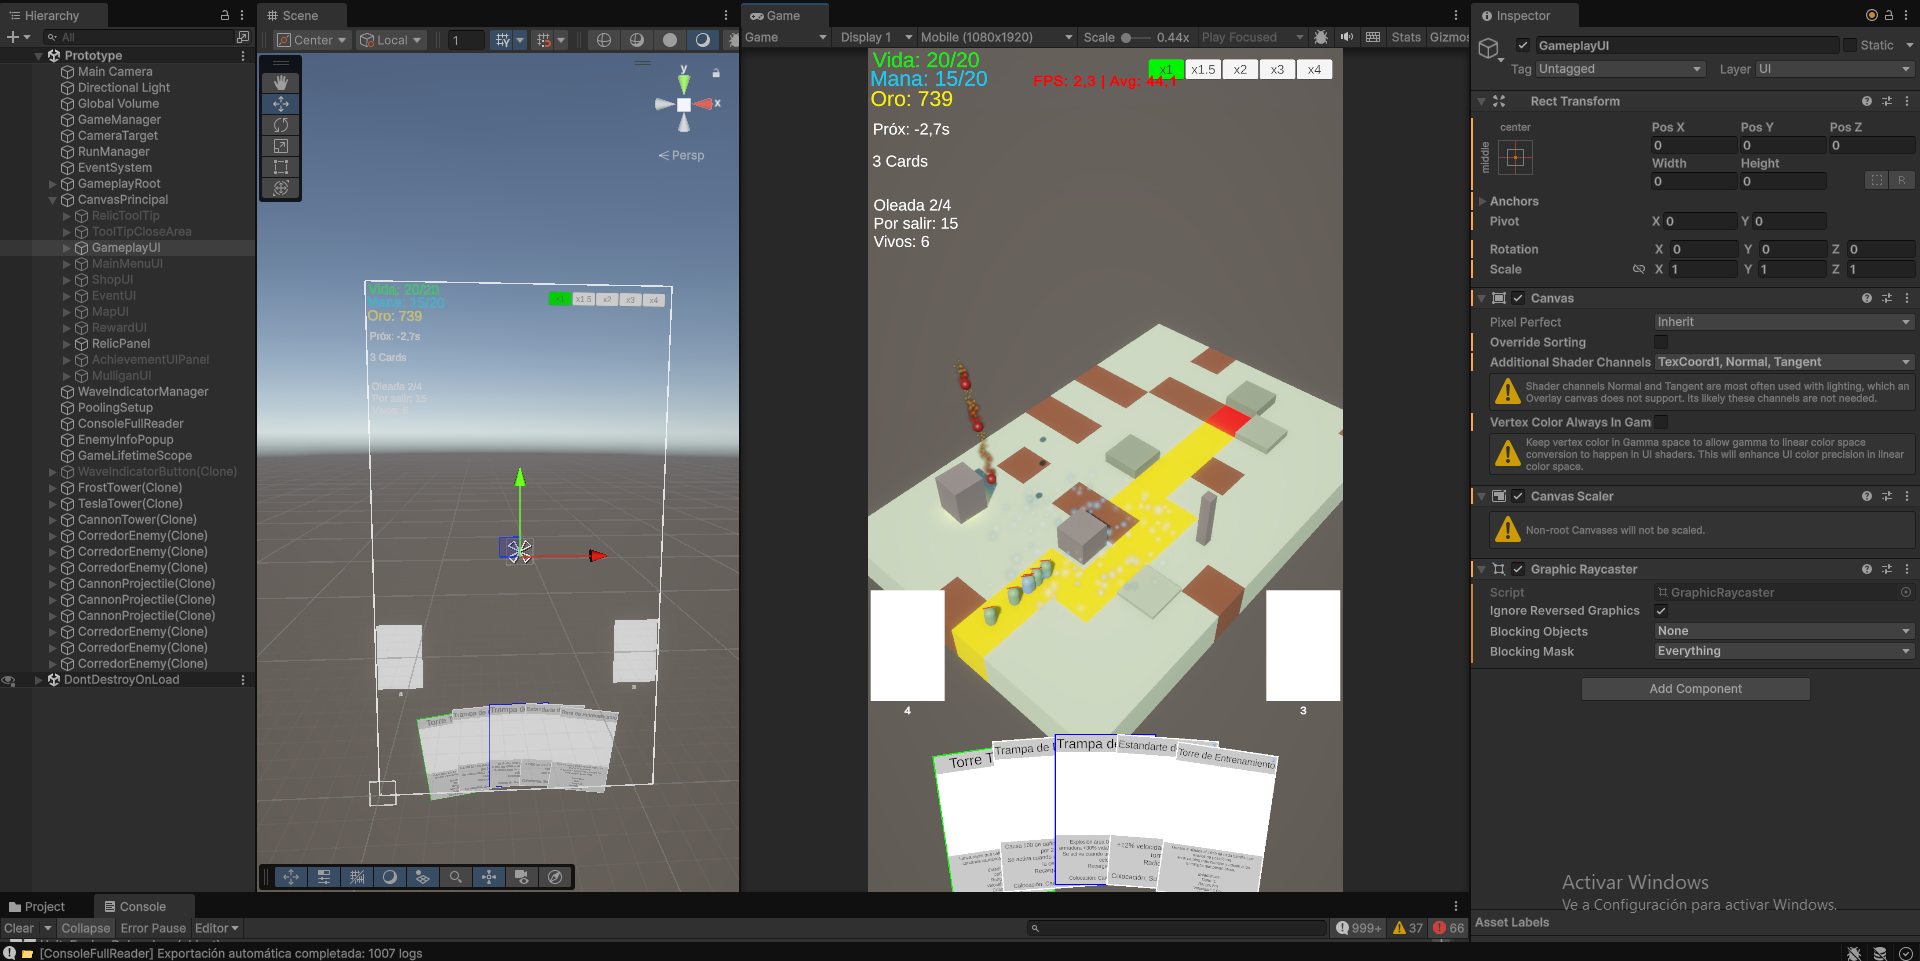 Hierarchy
All
Prototype
Main Camera
Directional Light
Global Volume
GameManager
CameraTarget
RunManager
EventSystem
GameplayRoot
CanvasPrincipal
RelicToolTip
ToolTipCloseArea
GameplayUI
MainMenuUI
ShopUI
EventUI
MapUI
RewardUI
RelicPanel
AchievementUIPanel
MulliganUI
WaveIndicatorManager
PoolingSetup
ConsoleFullReader
EnemyInfoPopup
GameLifetimeScope
WaveIndicatorButton(Clone)
FrostTower(Clone)
TeslaTower(Clone)
CannonTower(Clone)
CorredorEnemy(Clone)
CorredorEnemy(Clone)
CorredorEnemy(Clone)
CannonProjectile(Clone)
CannonProjectile(Clone)
CannonProjectile(Clone)
CorredorEnemy(Clone)
CorredorEnemy(Clone)
CorredorEnemy(Clone)
DontDestroyOnLoad
Scene
Center
Local
1
y
x
Persp
Vida: 20/20
Mana: 15/20
Oro: 739
Próx: -2,7s
3 Cards
Oleada 2/4
Por salir: 15
Vivos: 6
x1 x1.5 x2 x3 x4
Game
Game Display 1 Mobile (1080x1920) Scale 0.44x Play Focused Stats Gizmos
Vida: 20/20
Mana: 15/20
Oro: 739
Próx: -2,7s
3 Cards
Oleada 2/4
Por salir: 15
Vivos: 6
FPS: 2,3 | Avg: 44,1
x1 x1.5 x2 x3 x4
4
3
Torre T
Trampa de
Trampa de
Estandarte d
Torre de Entrenamiento
Inspector
GameplayUI
Static
Tag Untagged Layer UI
Rect Transform
center
middle
Pos X Pos Y Pos Z
0 0 0
Width Height
0 0
R
Anchors
Pivot X 0 Y 0
Rotation X 0 Y 0 Z 0
Scale X 1 Y 1 Z 1
Canvas
Pixel Perfect Inherit
Override Sorting
Additional Shader Channels TexCoord1, Normal, Tangent
Shader channels Normal and Tangent are most often used with lighting, which an
Overlay canvas does not support. Its likely these channels are not needed.
Vertex Color Always In Gam
Keep vertex color in Gamma space to allow gamma to linear color space
conversion to happen in UI shaders. This will enhance UI color precision in linear
color space.
Canvas Scaler
Non-root Canvases will not be scaled.
Graphic Raycaster
Script GraphicRaycaster
Ignore Reversed Graphics
Blocking Objects None
Blocking Mask Everything
Add Component
Activar Windows
Ve a Configuración para activar Windows.
Asset Labels
Project Console
Clear Collapse Error Pause Editor
999+ 37 66
[ConsoleFullReader] Exportación automática completada: 1007 logs